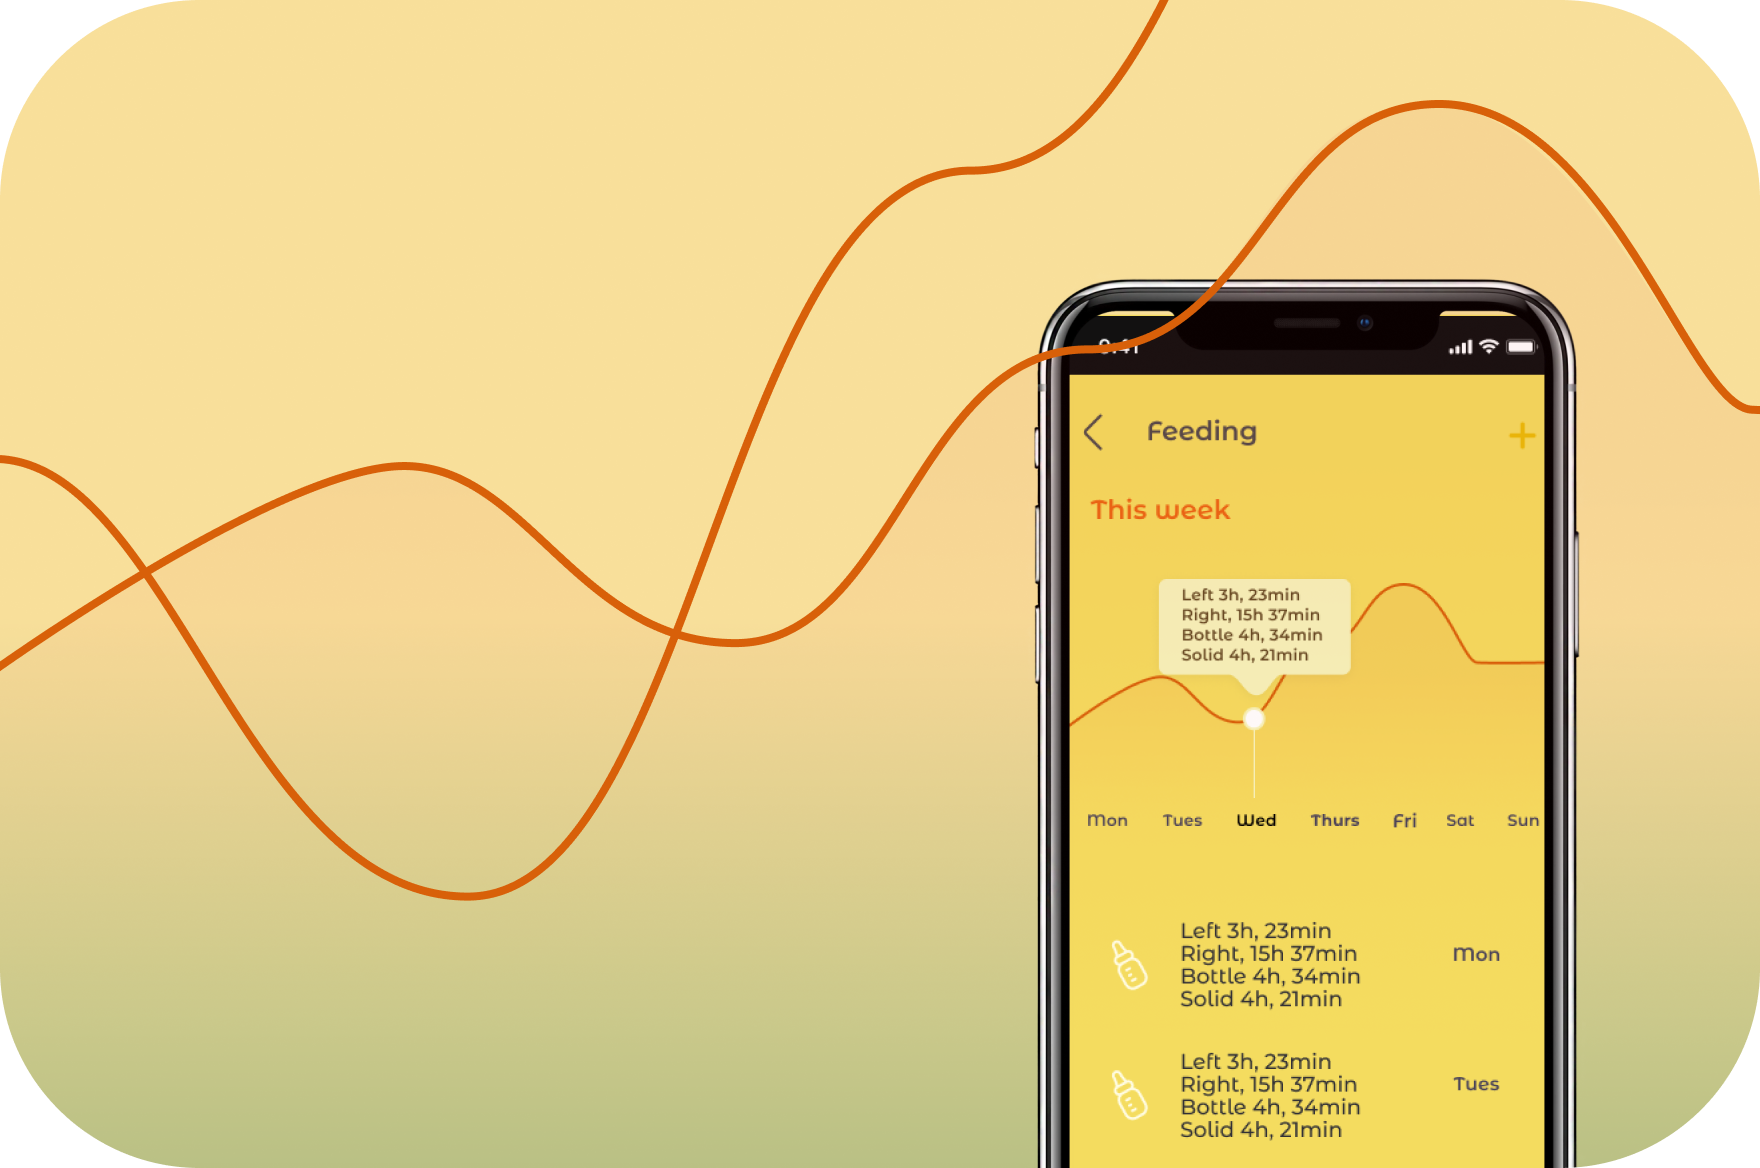 9:41
Feeding
This week
Left 3h, 23min
Right, 15h 37min
Bottle 4h, 34min
Solid 4h, 21min
Mon Tues Wed Thurs Fri Sat Sun
Left 3h, 23min
Right, 15h 37min
Bottle 4h, 34min
Solid 4h, 21min
Mon
Left 3h, 23min
Right, 15h 37min
Bottle 4h, 34min
Solid 4h, 21min
Tues